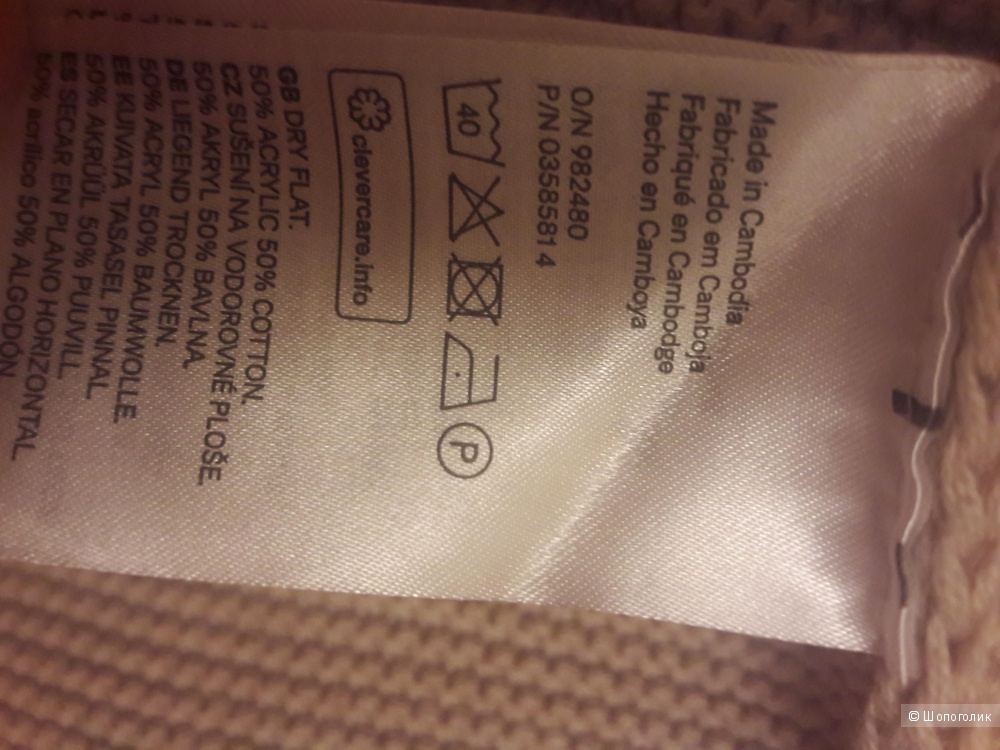 Made in Cambodia
Fabricado em Camboja
Fabriqué en Cambodge
Hecho en Camboya
O/N 982480
P/N 0358581 4
40
P
clevercare.info
GB DRY FLAT.
50% ACRYLIC 50% COTTON.
CZ SUŠENÍ NA VODOROVNÉ PLOŠE.
50% AKRYL 50% BAVLNA.
DE LIEGEND TROCKNEN.
50% ACRYL 50% BAUMWOLLE.
EE KUIVATA TASASEL PINNAL.
50% AKRÜÜL 50% PUUVILL.
ES SECAR EN PLANO HORIZONTAL.
50% acrílico 50% ALGODÓN.
© Шопоголик